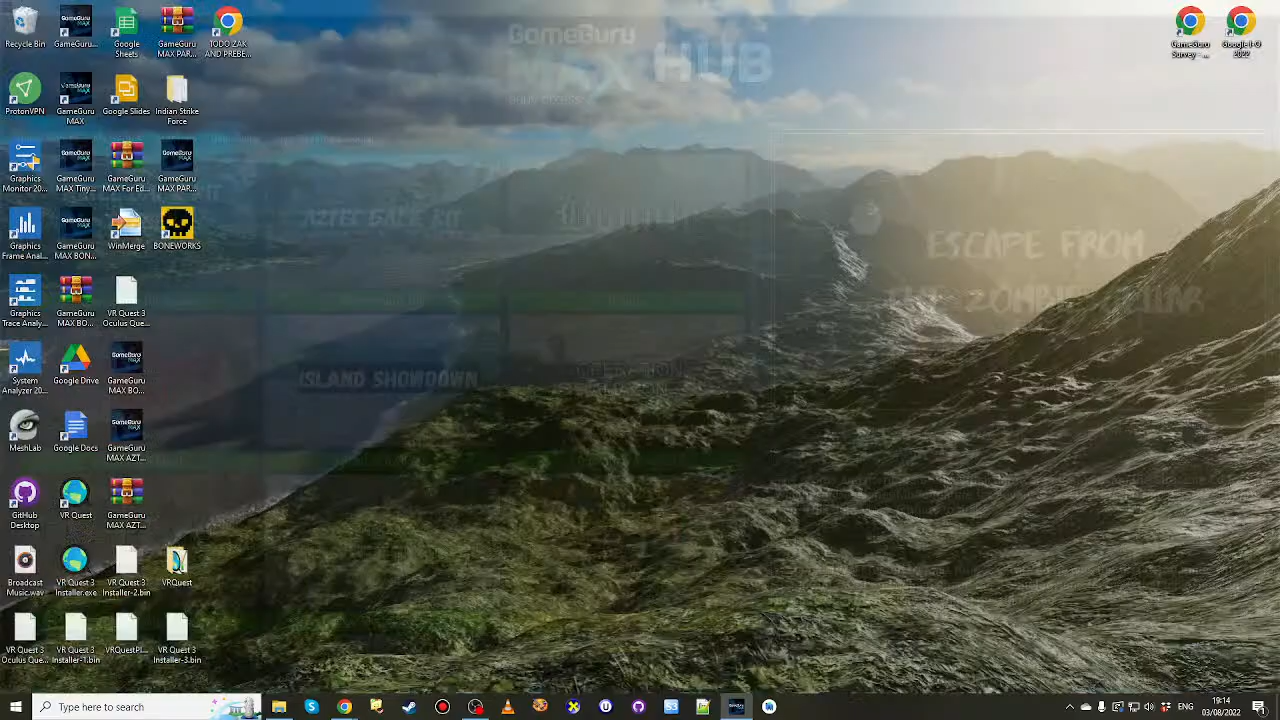 Recycle Bin
GameGuru...
Google Sheets
GameGuru MAX PAR...
TODO ZAK AND PREBE...
ProtonVPN
GameGuru MAX
Google Slides
Indian Strike Force
Graphics Monitor 20...
GameGuru MAX Tiny...
GameGuru MAX For Ed...
GameGuru MAX PAR...
Graphics Frame Anal...
GameGuru MAX BON...
WinMerge
BONEWORKS
Graphics Trace Analy...
GameGuru MAX BO...
VR Quest 3 Oculus Que...
System Analyzer 20...
Google Drive
GameGuru MAX BO...
MeshLab
Google Docs
GameGuru MAX AZT...
GitHub Desktop
VR Quest
GameGuru MAX AZT...
Broadcast Music.wav
VR Quest 3 Installer.exe
VR Quest 3 Installer-2.bin
VRQuest
VR Quest 3 Oculus Que...
VR Quest 3 Installer-1.bin
VRQuestPl...
VR Quest 3 Installer-3.bin
GameGuru Survey - ...
Google I-O 2022
GameGuru
MAX HUB
AZTEC GAME KIT
ISLAND SHOWDOWN
OPERATION
ESCAPE FROM
Type here to search
ENG
19:14
03/08/2022